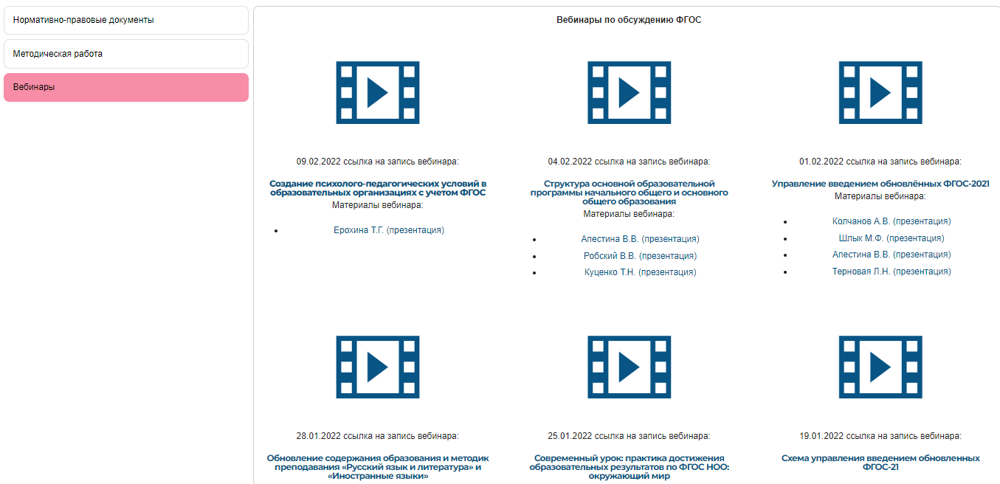 Нормативно-правовые документы
Методическая работа
Вебинары
Вебинары по обсуждению ФГОС
09.02.2022 ссылка на запись вебинара:
Создание психолого-педагогических условий в
образовательных организациях с учетом ФГОС
Материалы вебинара:
Ерохина Т.Г. (презентация)
04.02.2022 ссылка на запись вебинара:
Структура основной образовательной
программы начального общего и основного
общего образования
Материалы вебинара:
Апестина В.В. (презентация)
Робский В.В. (презентация)
Куценко Т.Н. (презентация)
01.02.2022 ссылка на запись вебинара:
Управление введением обновлённых ФГОС-2021
Материалы вебинара:
Колчанов А.В. (презентация)
Шлык М.Ф. (презентация)
Апестина В.В. (презентация)
Терновая Л.Н. (презентация)
28.01.2022 ссылка на запись вебинара:
Обновление содержания образования и методик
преподавания «Русский язык и литература» и
«Иностранные языки»
25.01.2022 ссылка на запись вебинара:
Современный урок: практика достижения
образовательных результатов по ФГОС НОО:
окружающий мир
19.01.2022 ссылка на запись вебинара:
Схема управления введением обновленных
ФГОС-21